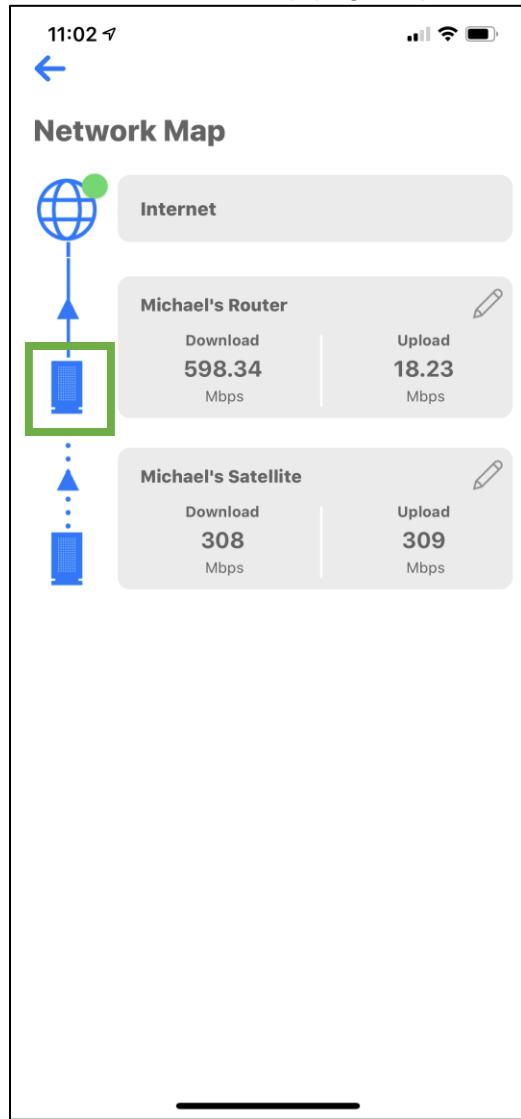 11:02
Network Map
Internet
Michael's Router
Download Upload
598.34 18.23
Mbps Mbps
Michael's Satellite
Download Upload
308 309
Mbps Mbps